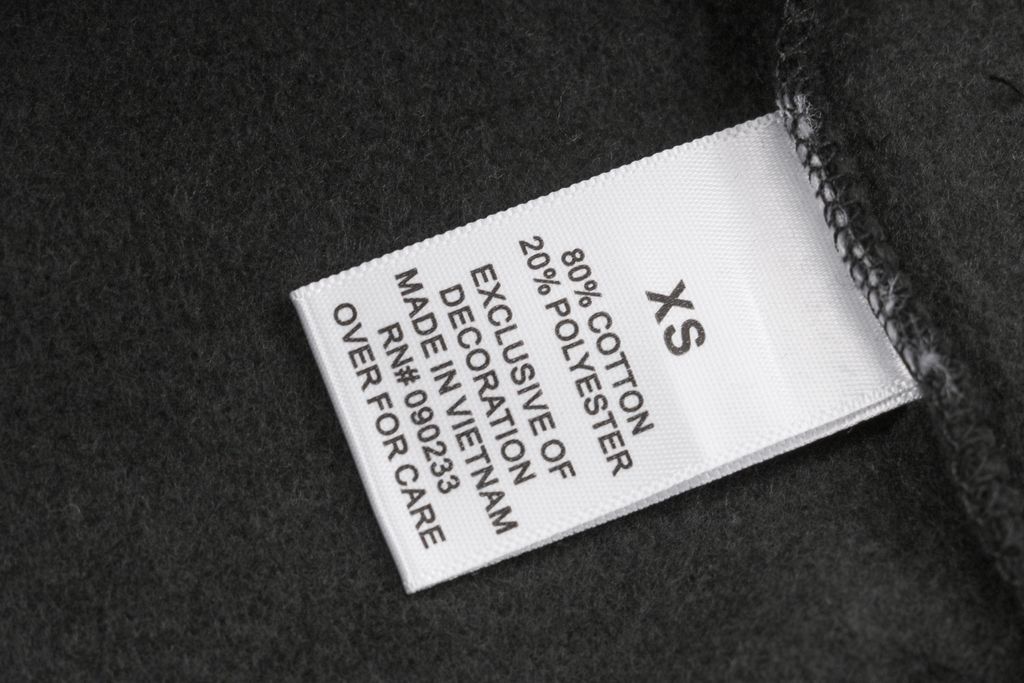 XS
80% COTTON
20% POLYESTER
EXCLUSIVE OF
DECORATION
MADE IN VIETNAM
RN# 090233
OVER FOR CARE